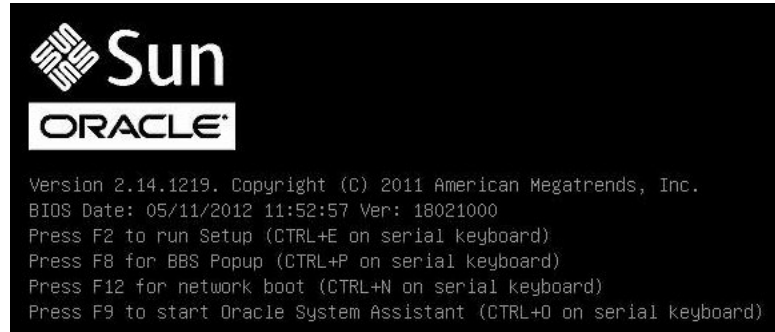 Sun
ORACLE
Version 2.14.1219. Copyright (C) 2011 American Megatrends, Inc.
BIOS Date: 05/11/2012 11:52:57 Ver: 18021000
Press F2 to run Setup (CTRL+E on serial keyboard)
Press F8 for BBS Popup (CTRL+P on serial keyboard)
Press F12 for network boot (CTRL+N on serial keyboard)
Press F9 to start Oracle System Assistant (CTRL+O on serial keyboard)